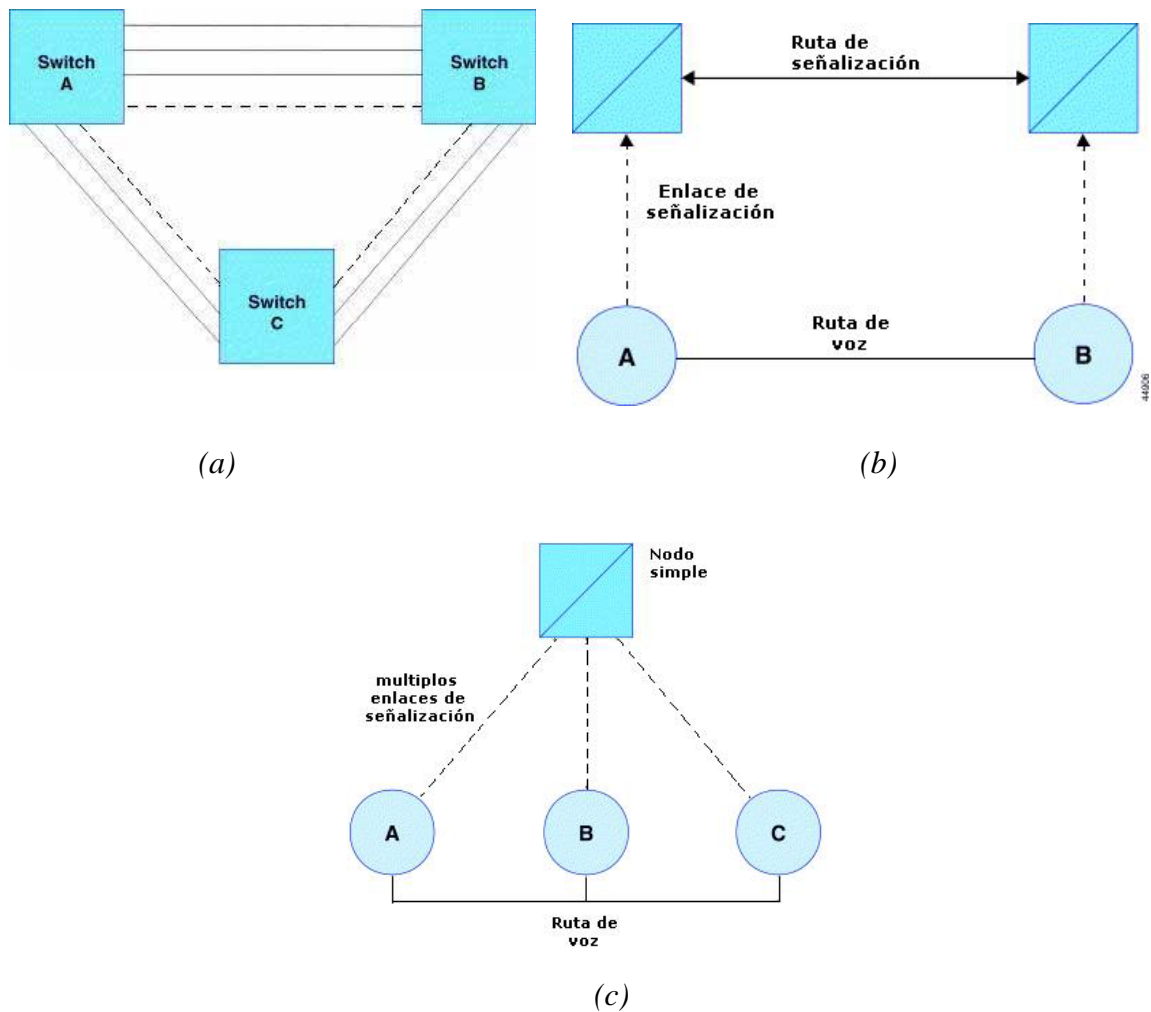 Switch
A
Switch
B
Switch
C
Ruta de
señalización
Enlace de
señalización
Ruta de
voz
A
B
44906
(a)
(b)
Nodo
simple
multiplos
enlaces de
señalización
A
B
C
Ruta de
voz
(c)